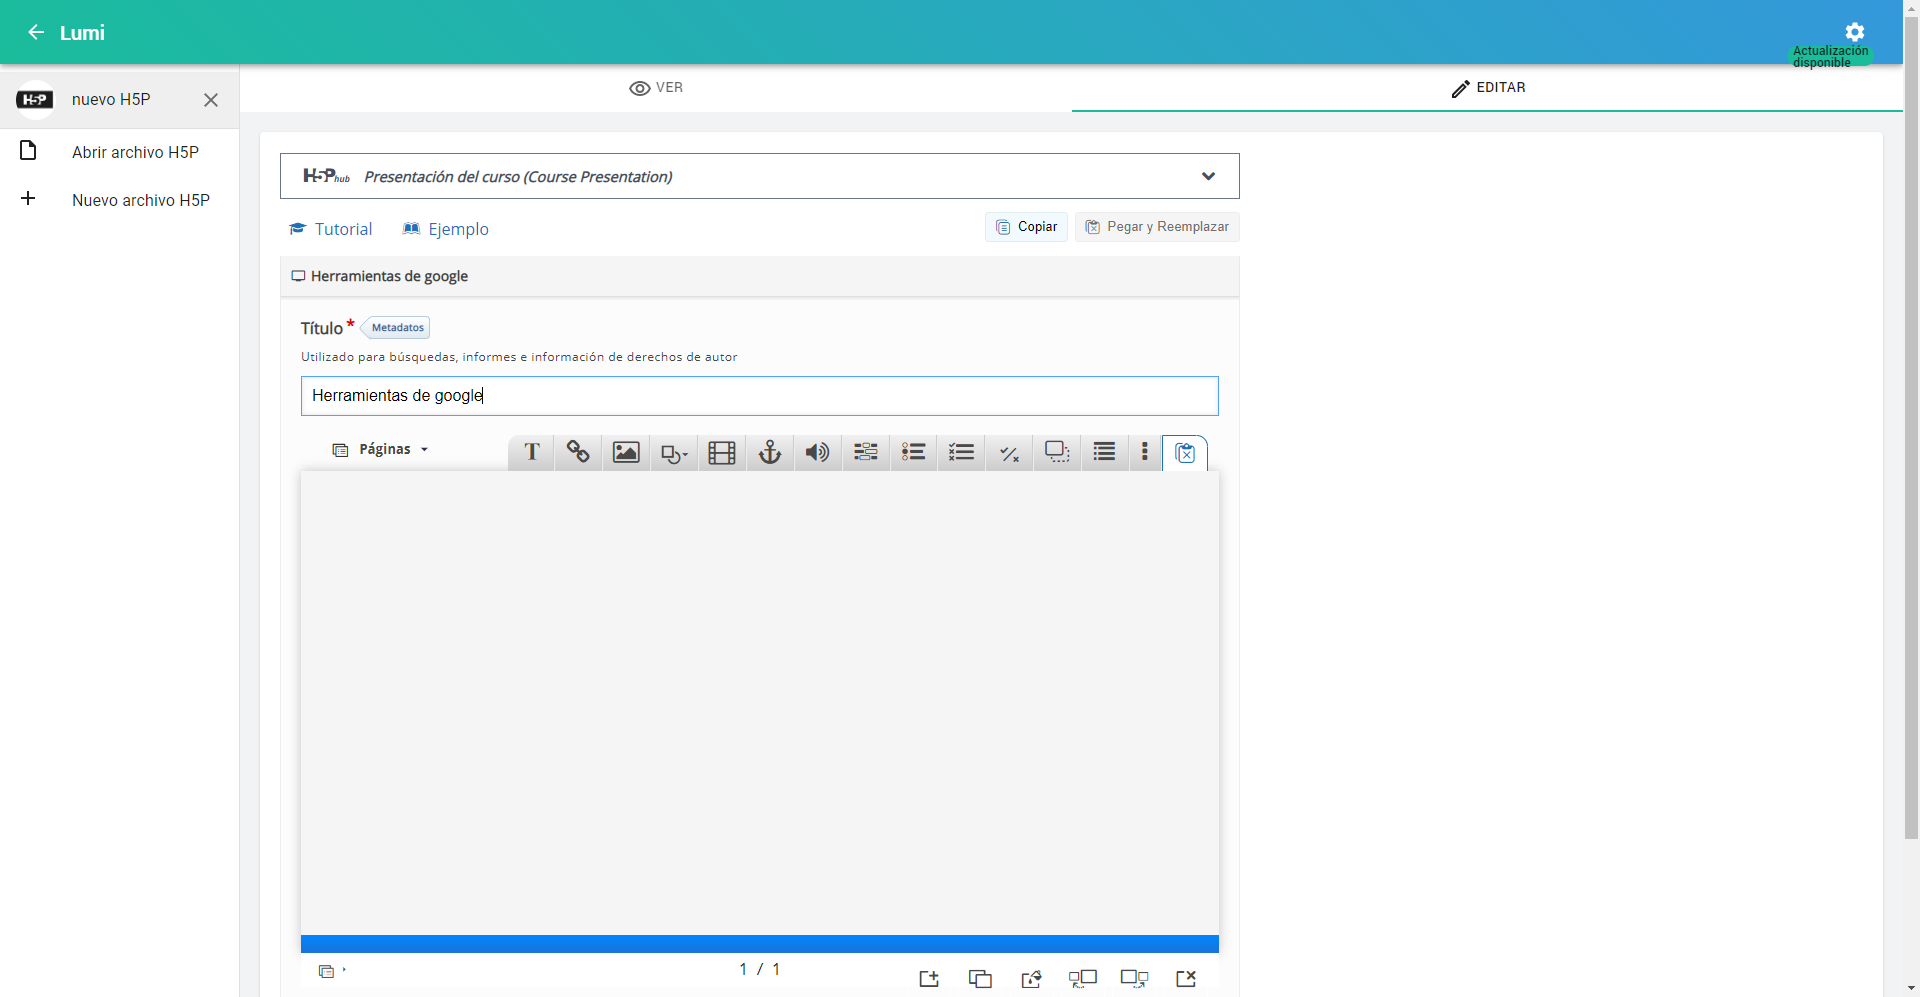 Lumi
Actualización
disponible
H5P
nuevo H5P
VER
EDITAR
Abrir archivo H5P
Nuevo archivo H5P
H5P hub Presentación del curso (Course Presentation)
Tutorial
Ejemplo
Copiar
Pegar y Reemplazar
Herramientas de google
Título *
Metadatos
Utilizado para búsquedas, informes e información de derechos de autor
Herramientas de google
Páginas
T
1 / 1